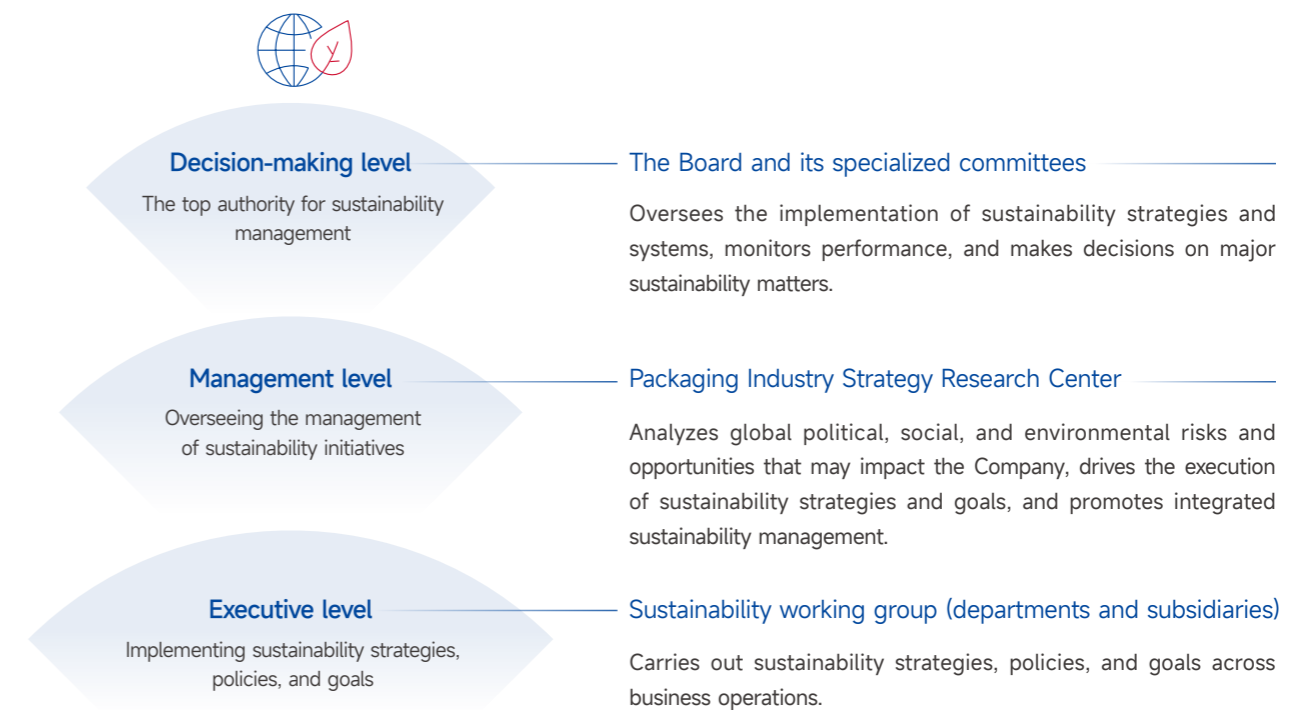 Decision-making level
The top authority for sustainability
management
The Board and its specialized committees
Oversees the implementation of sustainability strategies and
systems, monitors performance, and makes decisions on major
sustainability matters.
Management level
Overseeing the management
of sustainability initiatives
Packaging Industry Strategy Research Center
Analyzes global political, social, and environmental risks and
opportunities that may impact the Company, drives the execution
of sustainability strategies and goals, and promotes integrated
sustainability management.
Executive level
Implementing sustainability strategies,
policies, and goals
Sustainability working group (departments and subsidiaries)
Carries out sustainability strategies, policies, and goals across
business operations.